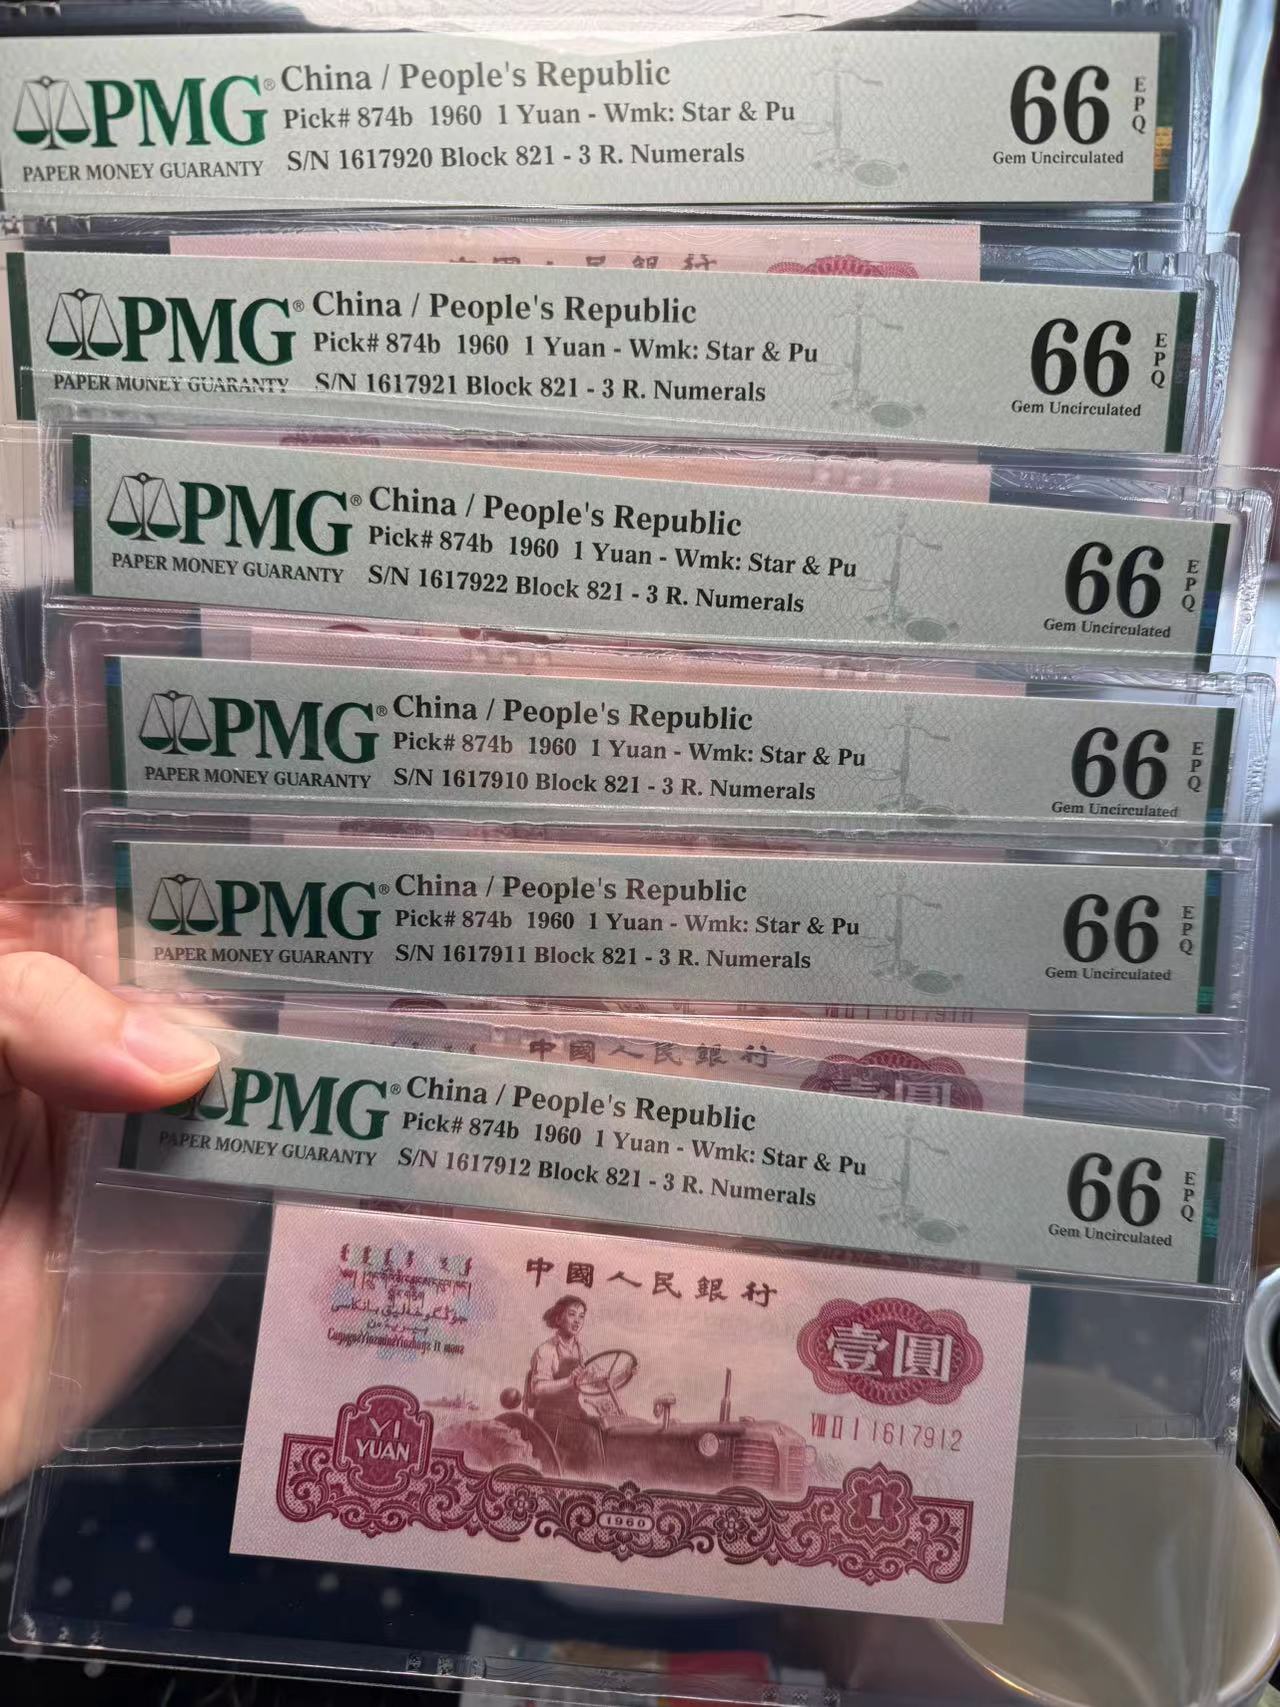 PMG®
PAPER MONEY GUARANTY
China / People's Republic
Pick# 874b 1960 1 Yuan - Wmk: Star & Pu
S/N 1617920 Block 821 - 3 R. Numerals
66
EPQ
Gem Uncirculated
PMG®
PAPER MONEY GUARANTY
China / People's Republic
Pick# 874b 1960 1 Yuan - Wmk: Star & Pu
S/N 1617921 Block 821 - 3 R. Numerals
66
EPQ
Gem Uncirculated
PMG®
PAPER MONEY GUARANTY
China / People's Republic
Pick# 874b 1960 1 Yuan - Wmk: Star & Pu
S/N 1617922 Block 821 - 3 R. Numerals
66
EPQ
Gem Uncirculated
PMG®
PAPER MONEY GUARANTY
China / People's Republic
Pick# 874b 1960 1 Yuan - Wmk: Star & Pu
S/N 1617910 Block 821 - 3 R. Numerals
66
EPQ
Gem Uncirculated
PMG®
PAPER MONEY GUARANTY
China / People's Republic
Pick# 874b 1960 1 Yuan - Wmk: Star & Pu
S/N 1617911 Block 821 - 3 R. Numerals
66
EPQ
Gem Uncirculated
中國人民銀行
壹圓
PMG®
PAPER MONEY GUARANTY
China / People's Republic
Pick# 874b 1960 1 Yuan - Wmk: Star & Pu
S/N 1617912 Block 821 - 3 R. Numerals
66
EPQ
Gem Uncirculated
中國人民銀行
壹圓
YI
YUAN
VIII II I 1617912
1
1960